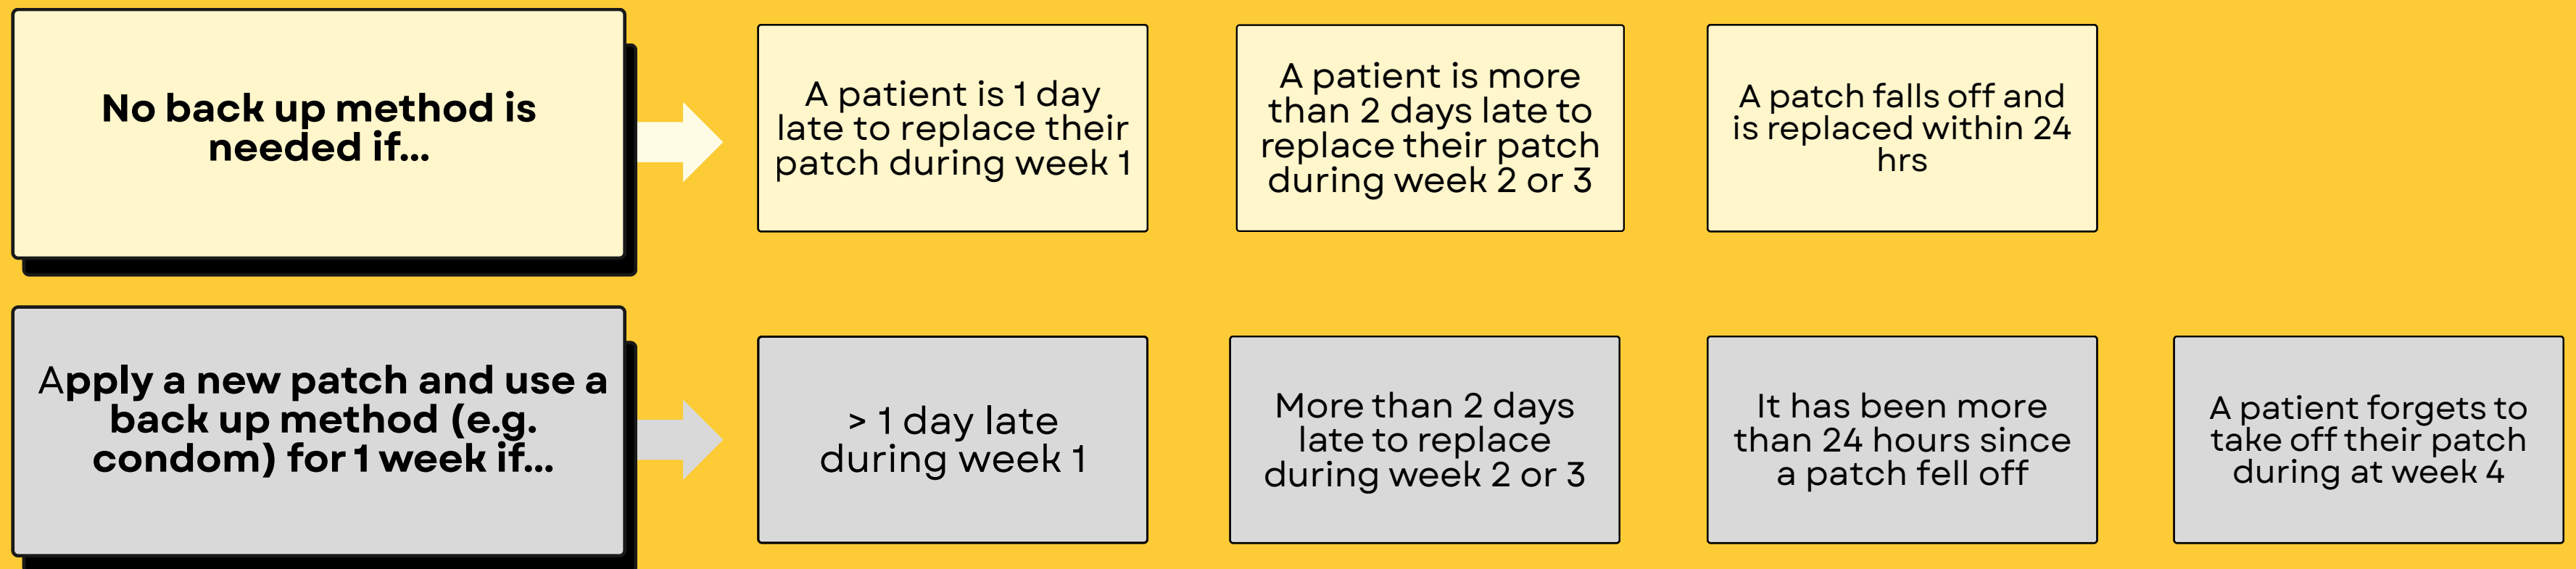 No back up method is
needed if...
A patient is 1 day
late to replace their
patch during week 1
A patient is more
than 2 days late to
replace their patch
during week 2 or 3
A patch falls off and
is replaced within 24
hrs
Apply a new patch and use a
back up method (e.g.
condom) for 1 week if...
> 1 day late
during week 1
More than 2 days
late to replace
during week 2 or 3
It has been more
than 24 hours since
a patch fell off
A patient forgets to
take off their patch
during at week 4